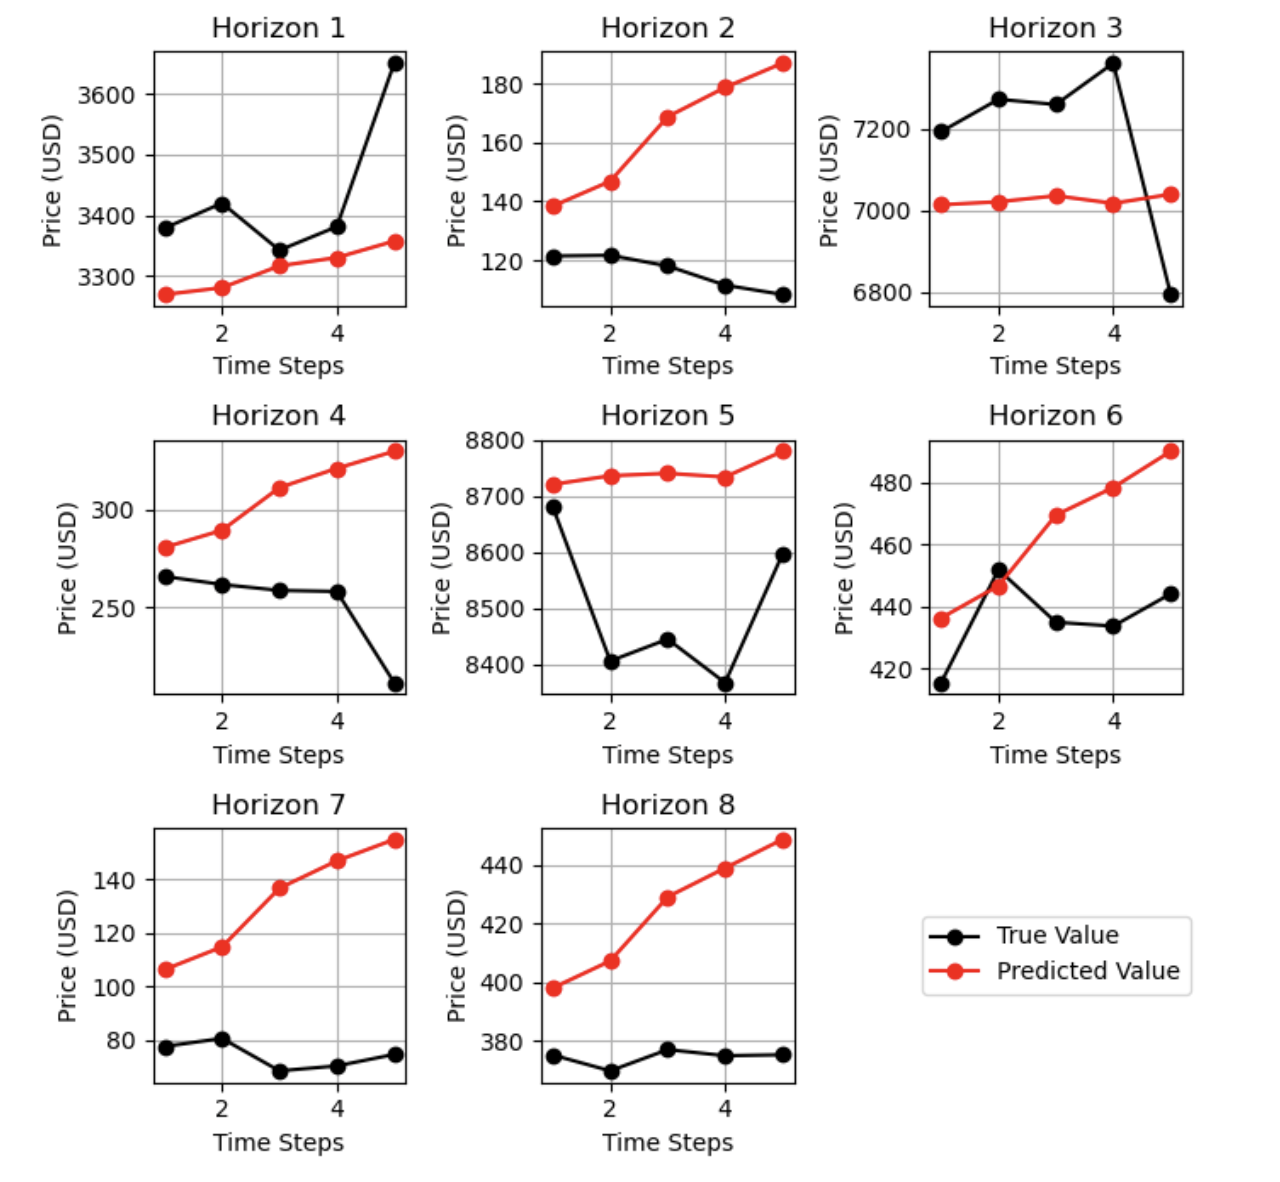 Horizon 1
Price (USD)
3600
3500
3400
3300
2 4
Time Steps
Horizon 2
Price (USD)
180
160
140
120
2 4
Time Steps
Horizon 3
Price (USD)
7200
7000
6800
2 4
Time Steps
Horizon 4
Price (USD)
300
250
2 4
Time Steps
Horizon 5
Price (USD)
8800
8700
8600
8500
8400
2 4
Time Steps
Horizon 6
Price (USD)
480
460
440
420
2 4
Time Steps
Horizon 7
Price (USD)
140
120
100
80
2 4
Time Steps
Horizon 8
Price (USD)
440
420
400
380
2 4
Time Steps
True Value
Predicted Value